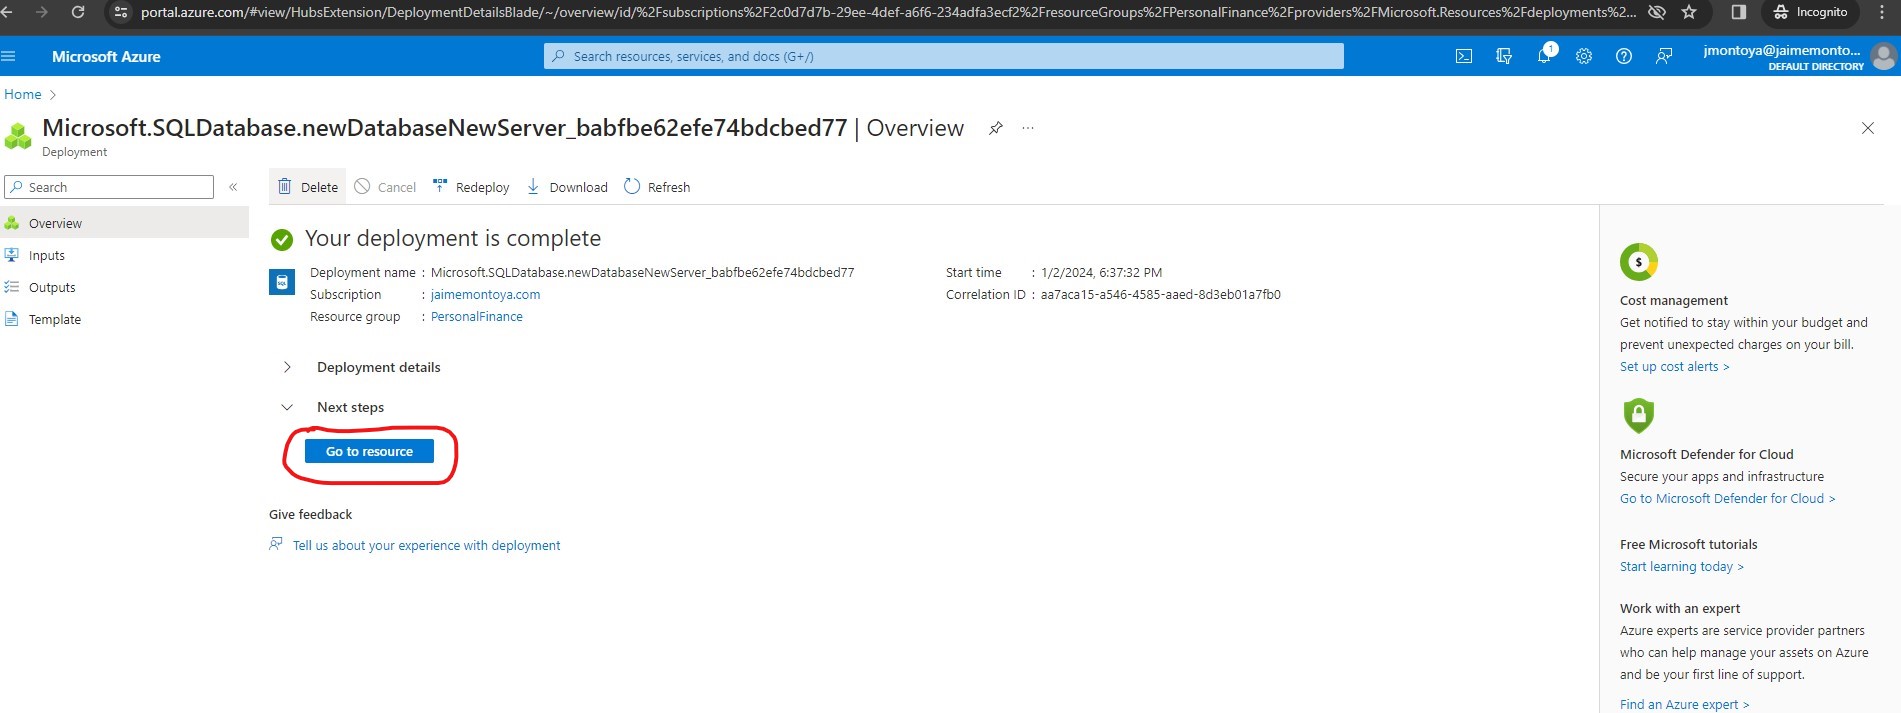 portal.azure.com/#view/HubsExtension/DeploymentDetailsBlade/~/overview/id/%2Fsubscriptions%2F2c0d7d7b-29ee-4def-a6f6-234adfa3ecf2%2FresourceGroups%2FPersonalFinance%2Fproviders%2FMicrosoft.Resources%2Fdeployments%2... Incognito
Microsoft Azure Search resources, services, and docs (G+/) 1 jmontoya@jaimemonto...
DEFAULT DIRECTORY
Home >
Microsoft.SQLDatabase.newDatabaseNewServer_babfbe62efe74bdcbed77 | Overview ...
Deployment
Search «
Overview
Inputs
Outputs
Template
Delete Cancel Redeploy Download Refresh
Your deployment is complete
Deployment name : Microsoft.SQLDatabase.newDatabaseNewServer_babfbe62efe74bdcbed77
Subscription : jaimemontoya.com
Resource group : PersonalFinance
Start time : 1/2/2024, 6:37:32 PM
Correlation ID : aa7aca15-a546-4585-aaed-8d3eb01a7fb0
Deployment details
Next steps
Go to resource
Give feedback
Tell us about your experience with deployment
Cost management
Get notified to stay within your budget and
prevent unexpected charges on your bill.
Set up cost alerts >
Microsoft Defender for Cloud
Secure your apps and infrastructure
Go to Microsoft Defender for Cloud >
Free Microsoft tutorials
Start learning today >
Work with an expert
Azure experts are service provider partners
who can help manage your assets on Azure
and be your first line of support.
Find an Azure expert >